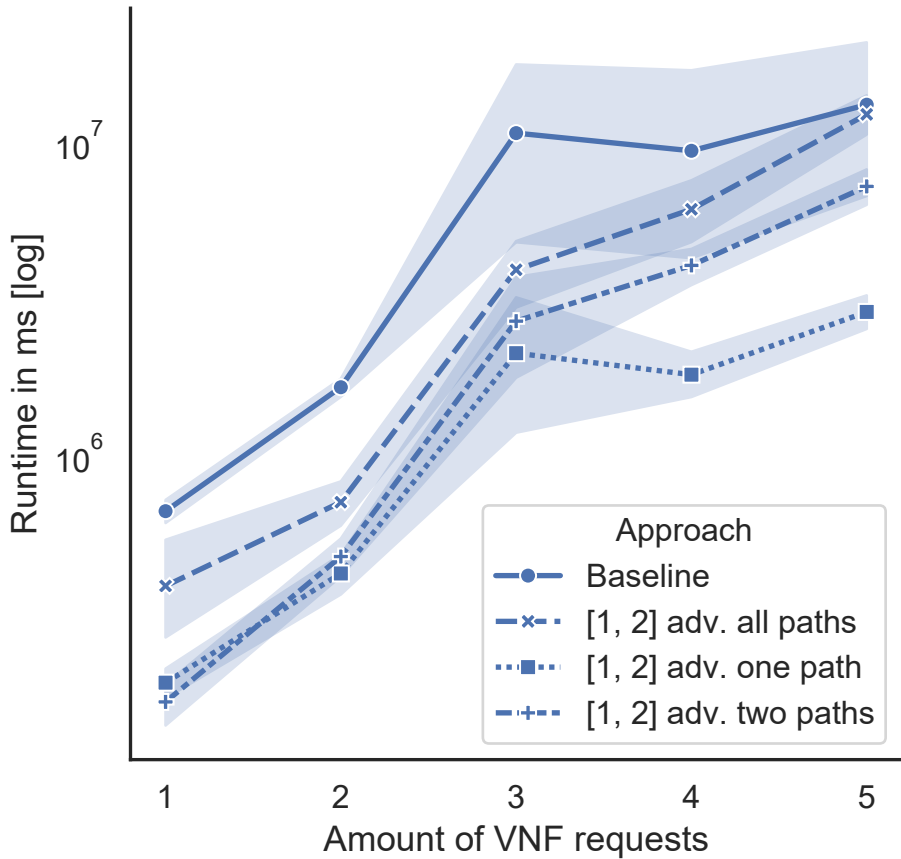 Runtime in ms [log]
10^7
10^6
Approach
Baseline
[1, 2] adv. all paths
[1, 2] adv. one path
[1, 2] adv. two paths
1 2 3 4 5
Amount of VNF requests